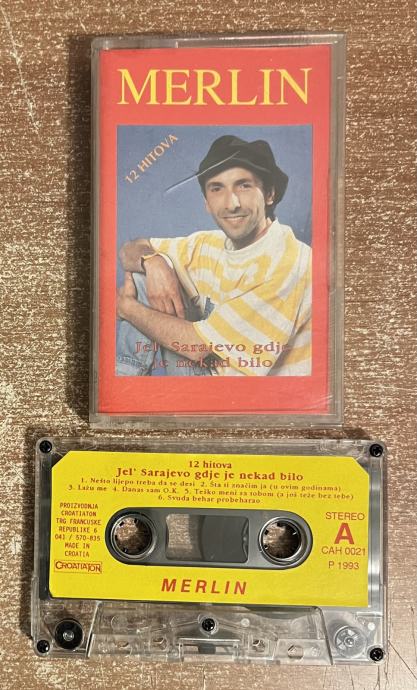 MERLIN
12 HITOVA
Jel' Sarajevo gdje
je nekad bilo
12 hitova
Jel' Sarajevo gdje je nekad bilo
1. Nešto lijepo treba da se desi 2. Šta ti značim ja (u ovim godinama)
3. Lažu me 4. Danas sam O.K. 5. Teško meni sa tobom (a još teže bez tebe)
6. Svuda behar probeharao
PROIZVODNJA
CROATIATON
TRG FRANCUSKE
REPUBLIKE 6
041 / 570-835
MADE IN
CROATIA
CROATIATON
STEREO
A
CAH 0021
P 1993
MERLIN